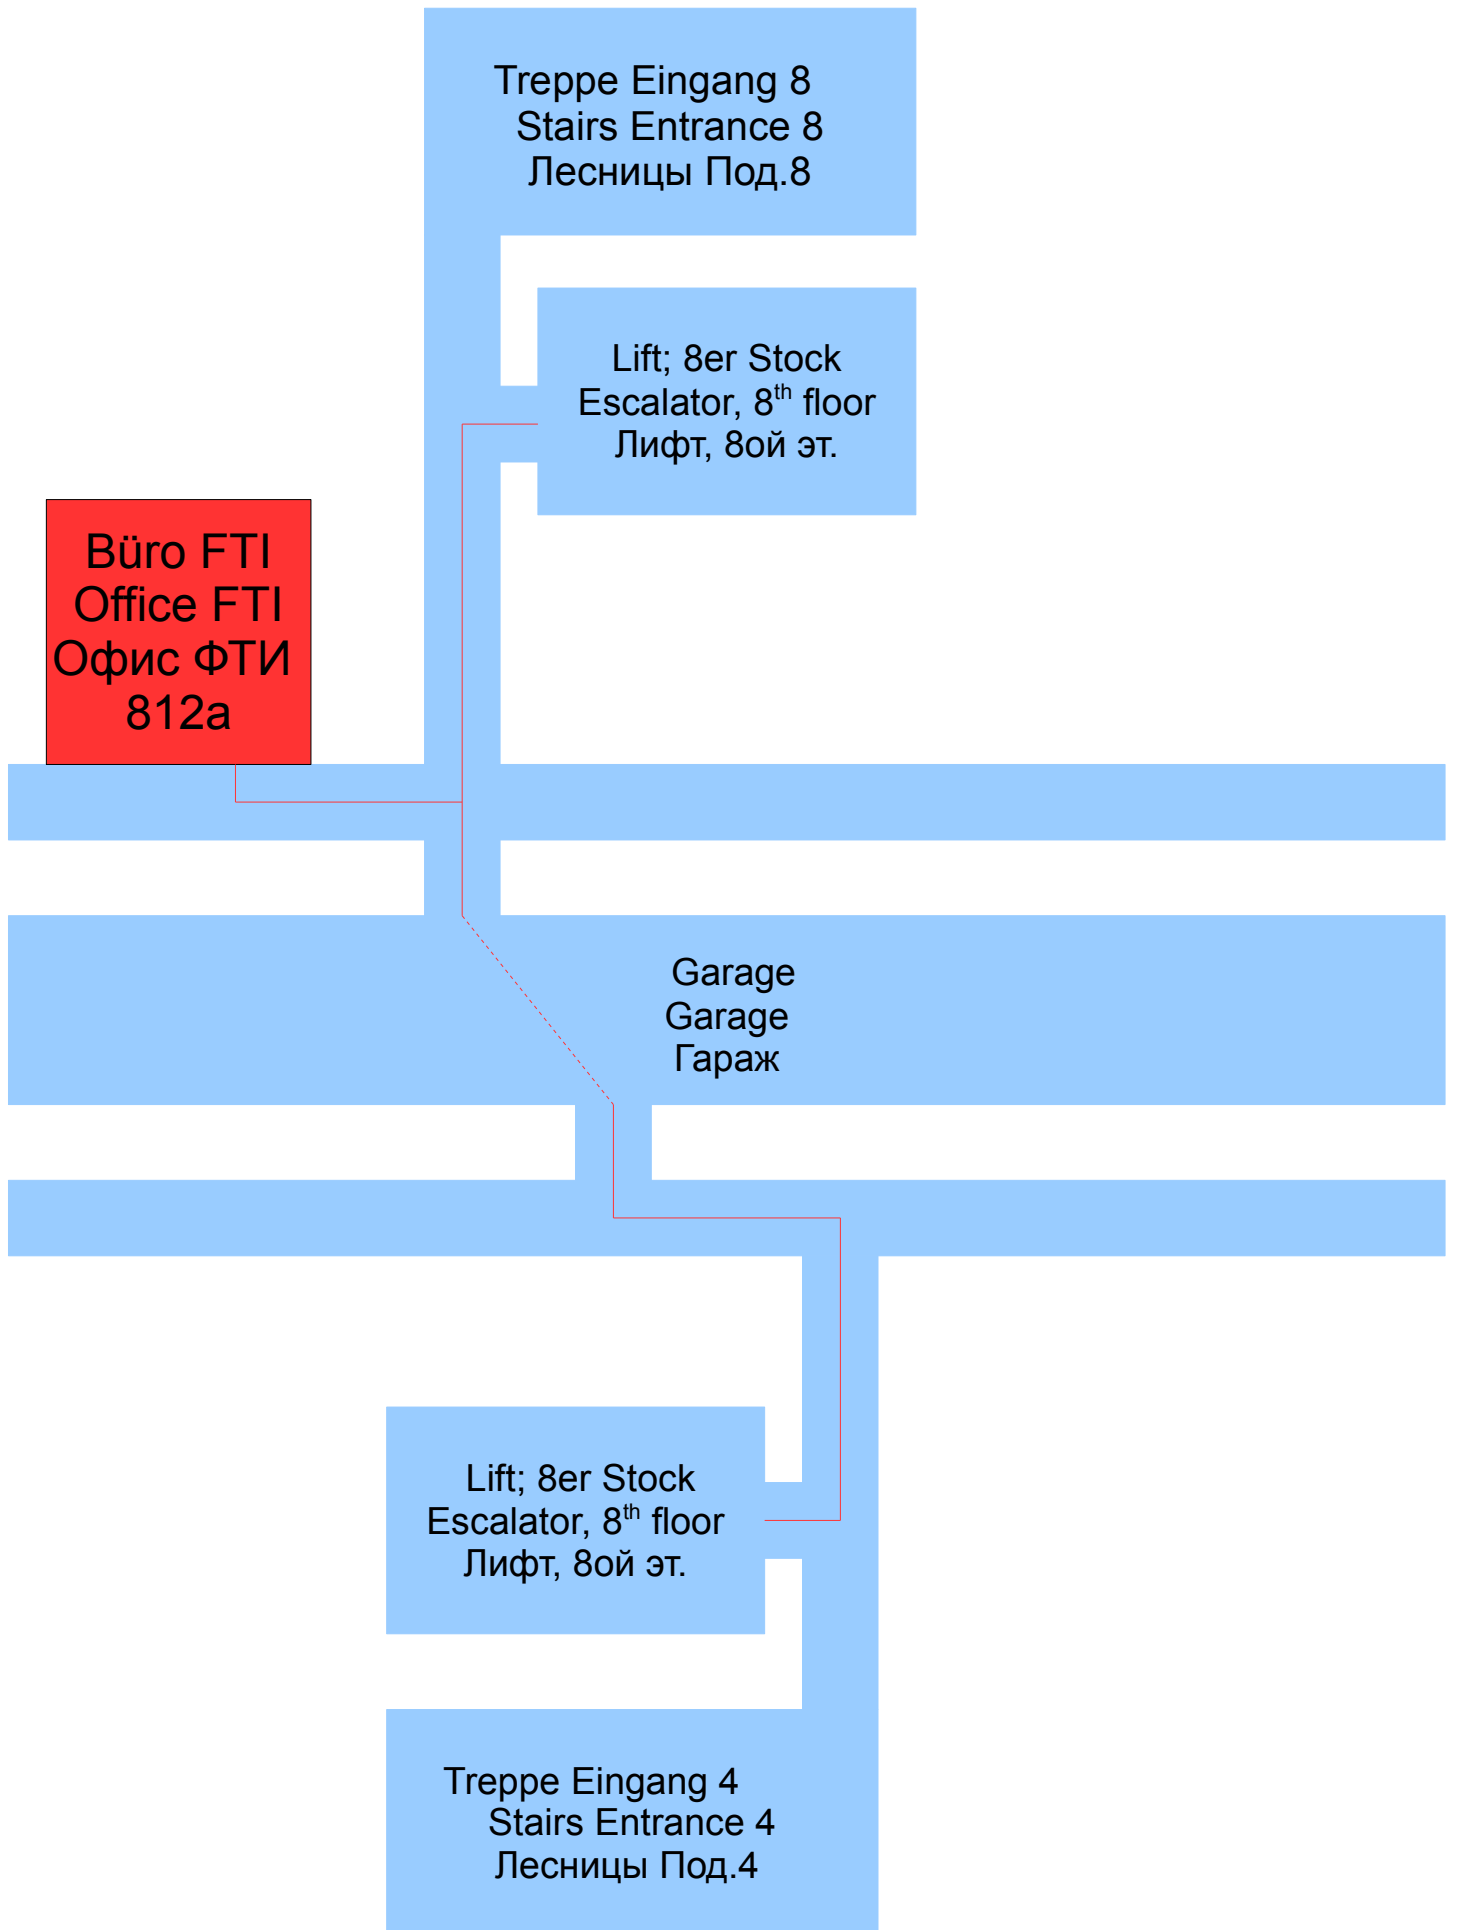 Treppe Eingang 8
Stairs Entrance 8
Лесницы Под.8
Lift; 8er Stock
Escalator, 8th floor
Лифт, 8ой эт.
Büro FTI
Office FTI
Офис ФТИ
812a
Garage
Garage
Гараж
Lift; 8er Stock
Escalator, 8th floor
Лифт, 8ой эт.
Treppe Eingang 4
Stairs Entrance 4
Лесницы Под.4